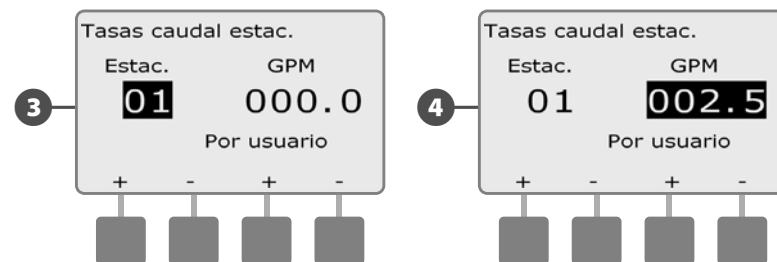 Tasas caudal estac.
Estac. GPM
3 01 000.0
Por usuario
+ - + -
Tasas caudal estac.
Estac. GPM
4 01 002.5
Por usuario
+ - + -